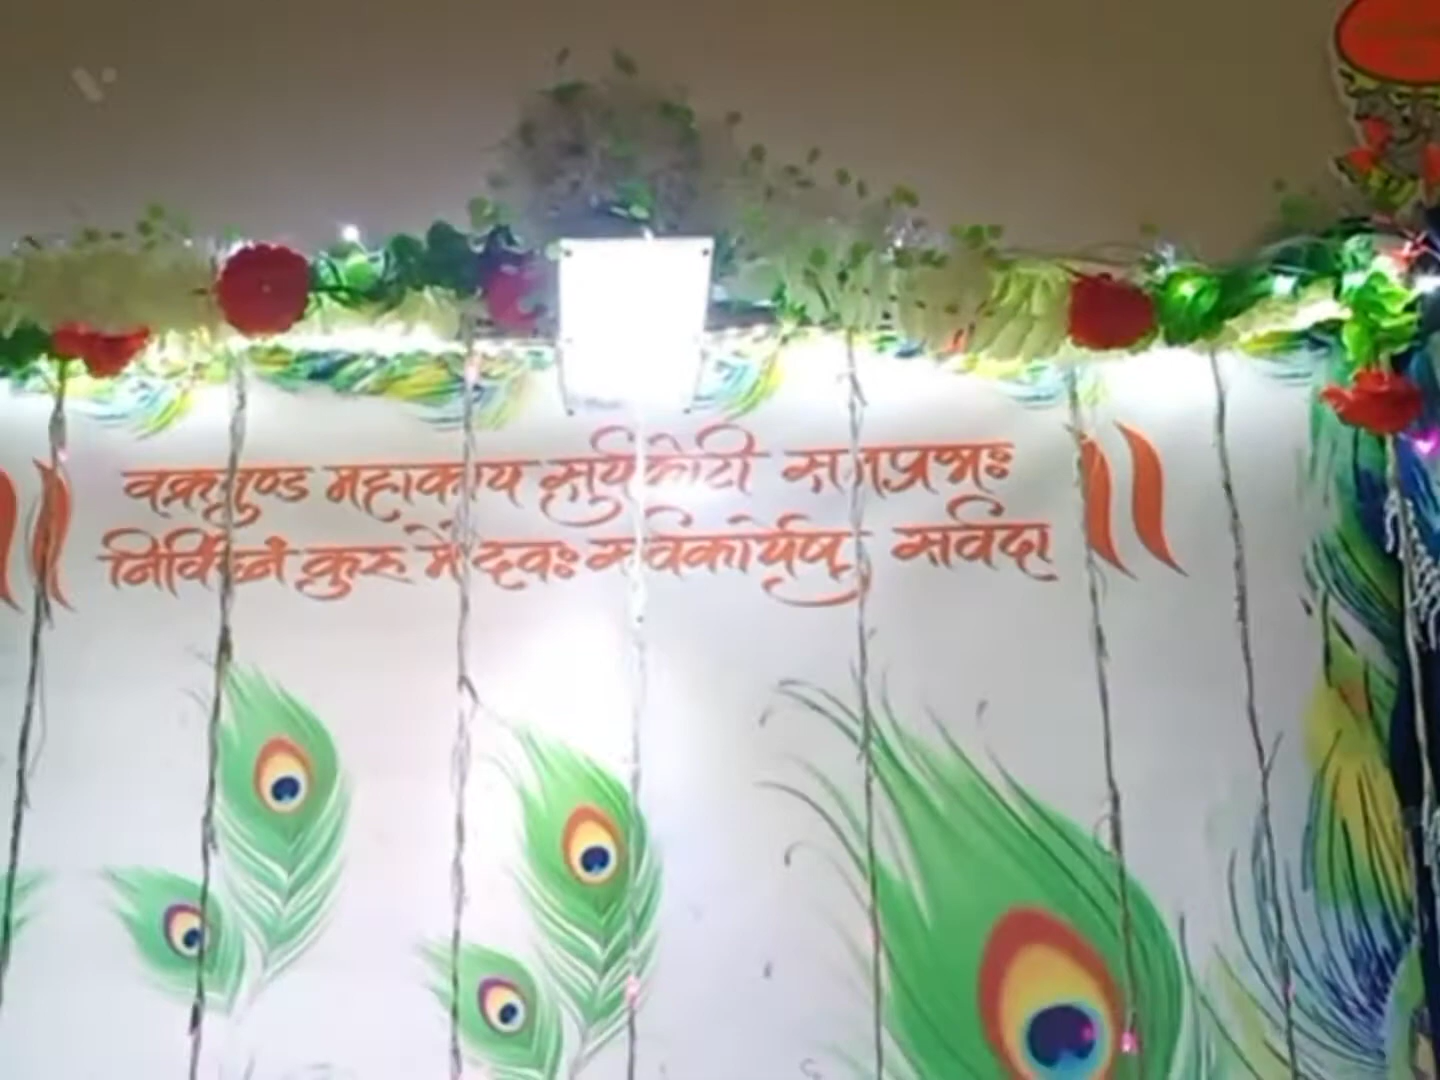 ॥ वक्रतुण्ड महाकाय सुर्यकोटी समप्रभः
निर्विघ्नं कुरु मे देवः सर्वकार्येषु सर्वदा ॥